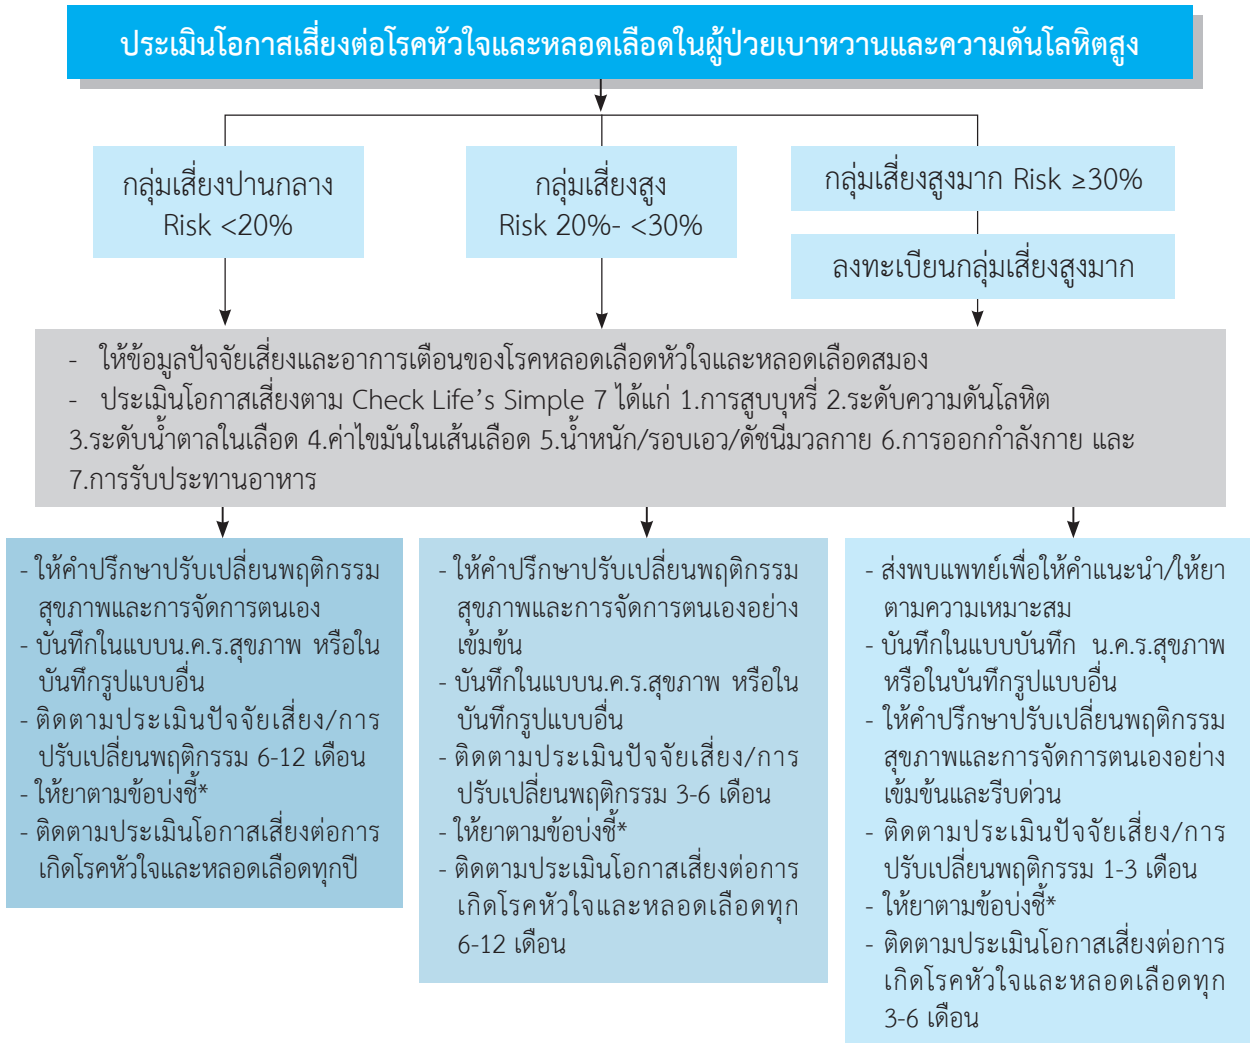 ประเมินโอกาสเสี่ยงต่อโรคหัวใจและหลอดเลือดในผู้ป่วยเบาหวานและความดันโลหิตสูง
กลุ่มเสี่ยงปานกลาง
Risk <20%
กลุ่มเสี่ยงสูง
Risk 20%- <30%
กลุ่มเสี่ยงสูงมาก Risk ≥30%
ลงทะเบียนกลุ่มเสี่ยงสูงมาก
- ให้ข้อมูลปัจจัยเสี่ยงและอาการเตือนของโรคหลอดเลือดหัวใจและหลอดเลือดสมอง
- ประเมินโอกาสเสี่ยงตาม Check Life’s Simple 7 ได้แก่ 1.การสูบบุหรี่ 2.ระดับความดันโลหิต
3.ระดับน้ำตาลในเลือด 4.ค่าไขมันในเส้นเลือด 5.น้ำหนัก/รอบเอว/ดัชนีมวลกาย 6.การออกกำลังกาย และ
7.การรับประทานอาหาร
- ให้คำปรึกษาปรับเปลี่ยนพฤติกรรม
สุขภาพและการจัดการตนเอง
- บันทึกในแบบน.ค.ร.สุขภาพ หรือใน
บันทึกรูปแบบอื่น
- ติดตามประเมินปัจจัยเสี่ยง/การ
ปรับเปลี่ยนพฤติกรรม 6-12 เดือน
- ให้ยาตามข้อบ่งชี้*
- ติดตามประเมินโอกาสเสี่ยงต่อการ
เกิดโรคหัวใจและหลอดเลือดทุกปี
- ให้คำปรึกษาปรับเปลี่ยนพฤติกรรม
สุขภาพและการจัดการตนเองอย่าง
เข้มข้น
- บันทึกในแบบน.ค.ร.สุขภาพ หรือใน
บันทึกรูปแบบอื่น
- ติดตามประเมินปัจจัยเสี่ยง/การ
ปรับเปลี่ยนพฤติกรรม 3-6 เดือน
- ให้ยาตามข้อบ่งชี้*
- ติดตามประเมินโอกาสเสี่ยงต่อการ
เกิดโรคหัวใจและหลอดเลือดทุก
6-12 เดือน
- ส่งพบแพทย์เพื่อให้คำแนะนำ/ให้ยา
ตามความเหมาะสม
- บันทึกในแบบบันทึก น.ค.ร.สุขภาพ
หรือในบันทึกรูปแบบอื่น
- ให้คำปรึกษาปรับเปลี่ยนพฤติกรรม
สุขภาพและการจัดการตนเองอย่าง
เข้มข้นและรีบด่วน
- ติดตามประเมินปัจจัยเสี่ยง/การ
ปรับเปลี่ยนพฤติกรรม 1-3 เดือน
- ให้ยาตามข้อบ่งชี้*
- ติดตามประเมินโอกาสเสี่ยงต่อการ
เกิดโรคหัวใจและหลอดเลือดทุก
3-6 เดือน